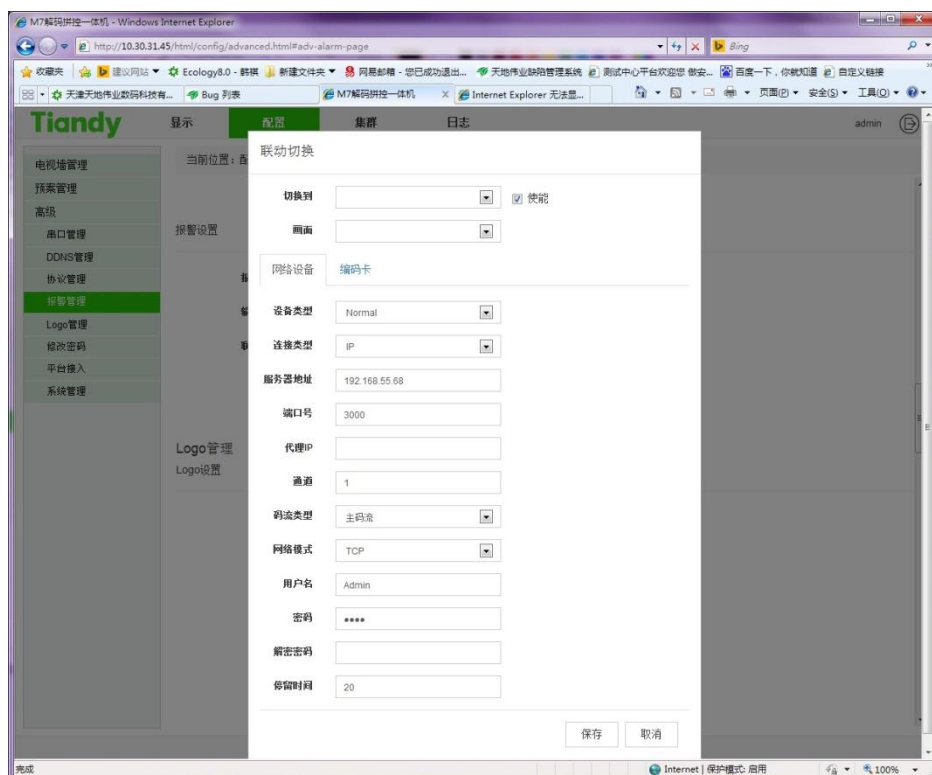 M7解码拼控一体机 - Windows Internet Explorer
http://10.30.31.45/html/config/advanced.html#adv-alarm-page
Bing
收藏夹 建议网站 Ecology8.0 - 韩祺 新建文件夹 网易邮箱 - 您已成功退出... 天地伟业缺陷管理系统 测试中心平台欢迎您 做安... 百度一下，你就知道 自定义链接
天津天地伟业数码科技有... Bug 列表 M7解码拼控一体机 Internet Explorer 无法显... 页面(P) 安全(S) 工具(O)
Tiandy 显示 配置 集群 日志 admin
电视墙管理
预案管理
高级
串口管理
DDNS管理
协议管理
报警管理
Logo管理
修改密码
平台接入
系统管理
当前位置：
报警设置
Logo管理
Logo设置
联动切换
切换到 使能
画面
网络设备 编码卡
设备类型 Normal
连接类型 IP
服务器地址 192.168.55.68
端口号 3000
代理IP
通道 1
码流类型 主码流
网络模式 TCP
用户名 Admin
密码 ●●●●
解密密码
停留时间 20
保存 取消
完成 Internet | 保护模式: 启用 100%